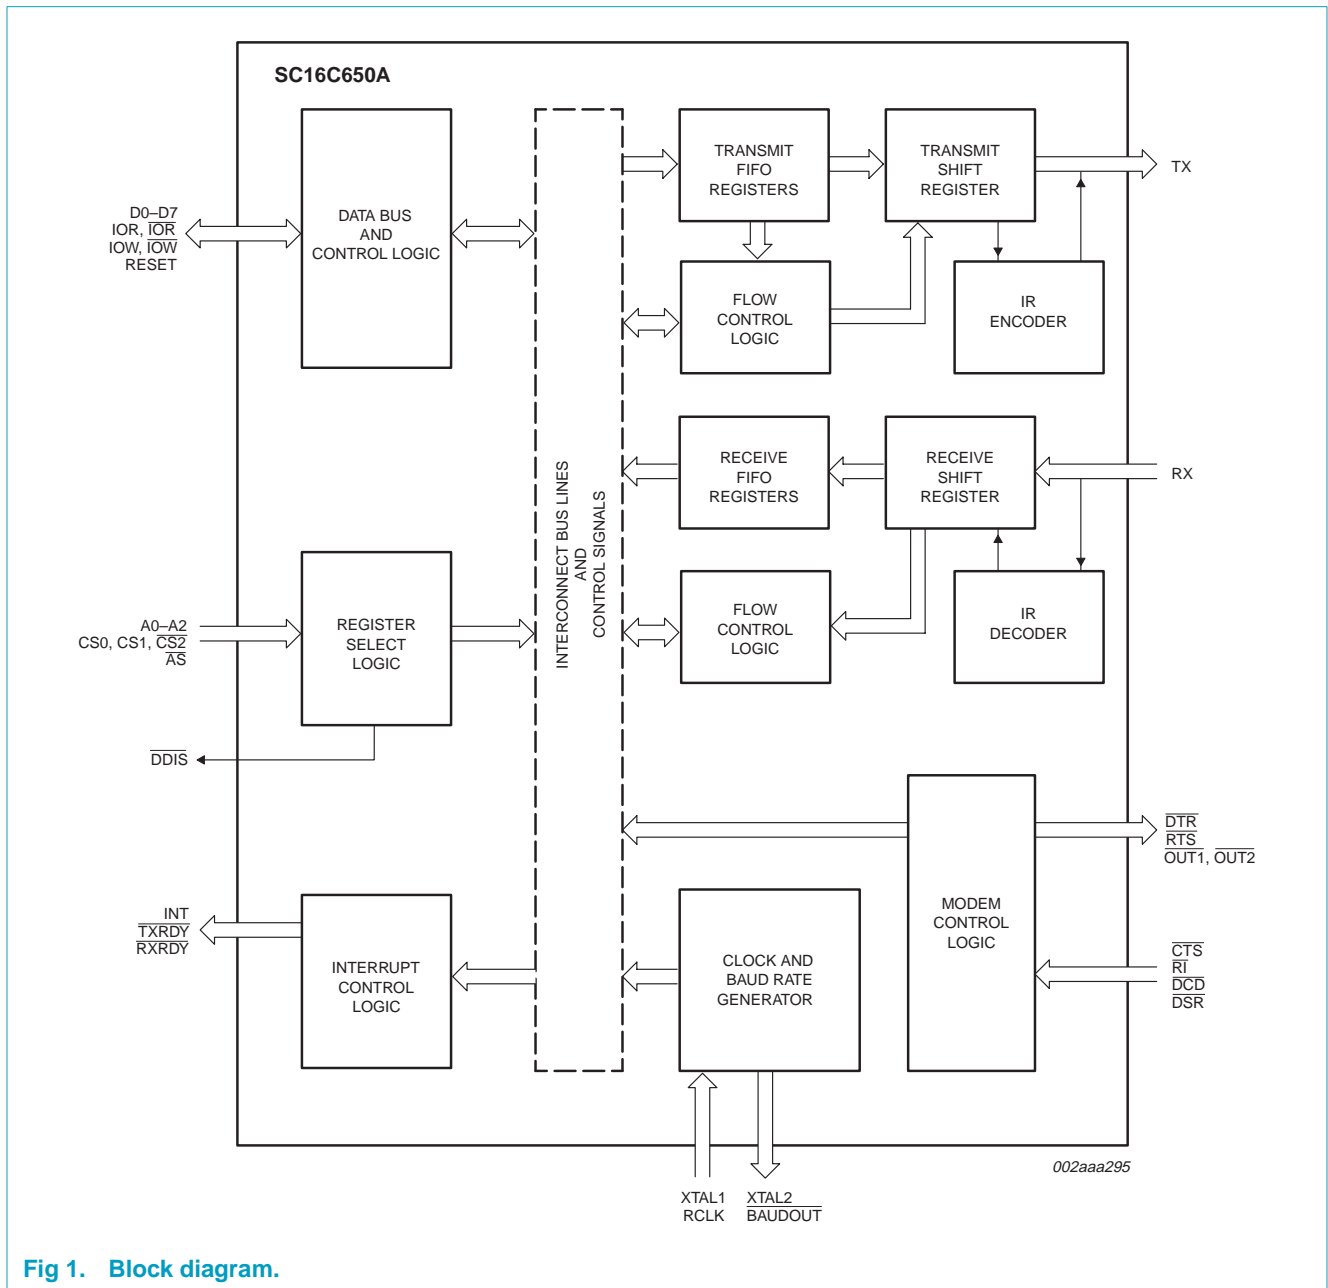 SC16C650A
D0–D7
IOR, IOR
IOW, IOW
RESET
DATA BUS
AND
CONTROL LOGIC
TRANSMIT
FIFO
REGISTERS
TRANSMIT
SHIFT
REGISTER
TX
FLOW
CONTROL
LOGIC
IR
ENCODER
INTERCONNECT BUS LINES
AND
CONTROL SIGNALS
RECEIVE
FIFO
REGISTERS
RECEIVE
SHIFT
REGISTER
RX
A0–A2
CS0, CS1, CS2
AS
REGISTER
SELECT
LOGIC
FLOW
CONTROL
LOGIC
IR
DECODER
DDIS
DTR
RTS
OUT1, OUT2
MODEM
CONTROL
LOGIC
CTS
RI
DCD
DSR
INT
TXRDY
RXRDY
INTERRUPT
CONTROL
LOGIC
CLOCK AND
BAUD RATE
GENERATOR
XTAL1
RCLK
XTAL2
BAUDOUT
002aaa295
Fig 1. Block diagram.